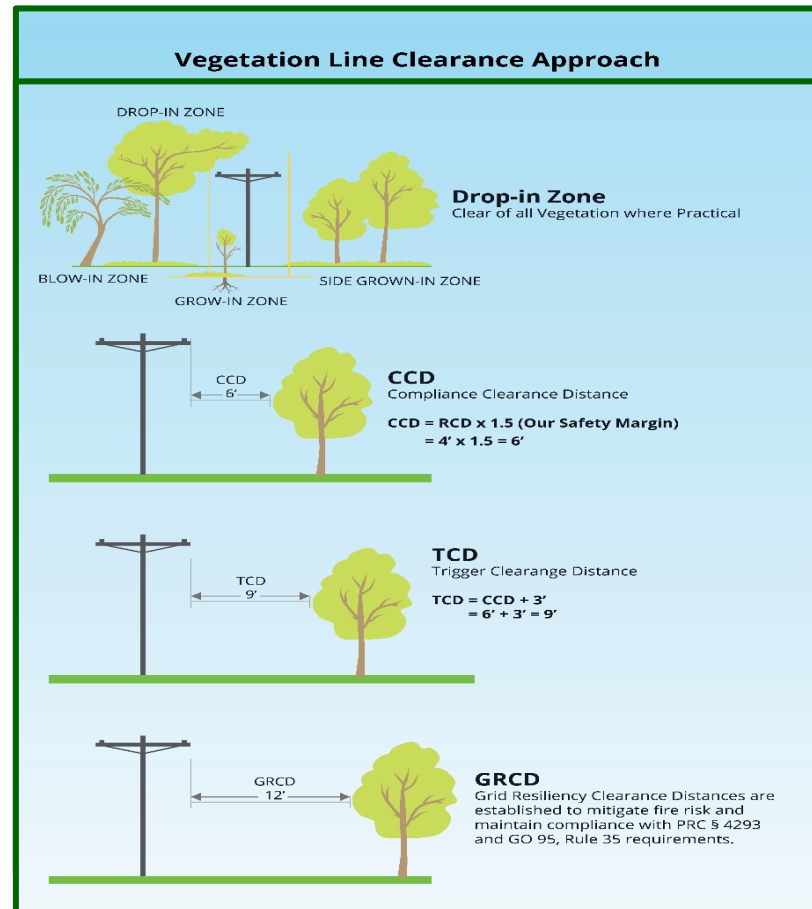 Vegetation Line Clearance Approach
DROP-IN ZONE
Drop-in Zone
Clear of all Vegetation where Practical
BLOW-IN ZONE
SIDE GROWN-IN ZONE
GROW-IN ZONE
CCD
6’
CCD
Compliance Clearance Distance
CCD = RCD x 1.5 (Our Safety Margin)
= 4’ x 1.5 = 6’
TCD
9’
TCD
Trigger Clearange Distance
TCD = CCD + 3’
= 6’ + 3’ = 9’
GRCD
12’
GRCD
Grid Resiliency Clearance Distances are
established to mitigate fire risk and
maintain compliance with PRC § 4293
and GO 95, Rule 35 requirements.